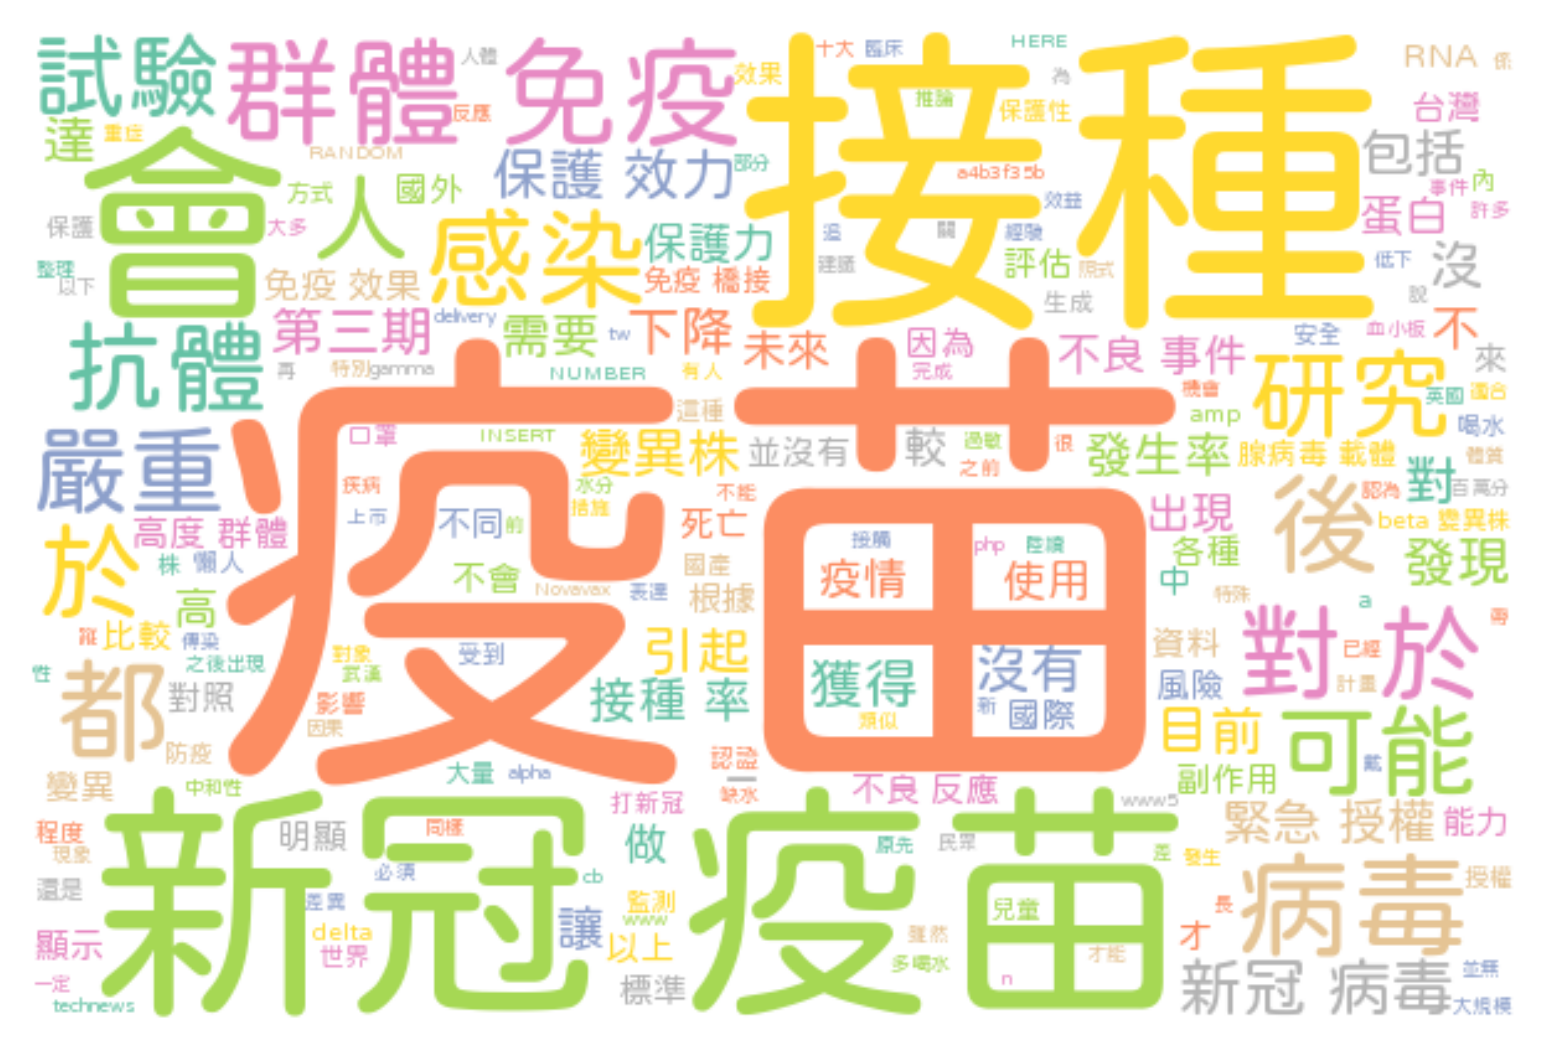 試驗
群體 免疫
接種
人體
反應
效果
十大
臨床
HERE
為
RNA
係
推論
保護性
台灣
達
重症
RANDOM
保護 效力
部分
a4b3f35b
包括
會
人
方式
國外
效益
事件
內
蛋白
許多
保護
大多
感染
保護力
追
關
經驗
沒
整理
以下
免疫 效果
免疫 橋接
建議
評估
低下
生成
說
抗體
第三期
delivery
需要
tw
下降
未來
因為
完成
不良 事件
安全
血小板
不
來
再
特別
gamma
NUMBER
有人
研究
機會
英國
適合
嚴重
口罩
INSERT
這種
變異株
並沒有
較
過敏
之前
很
amp
發生率
腺病毒 載體
喝水
體質
疫苗
疾病
水分
措施
不能
後
認為
對
百萬分
上市
不同
前
死亡
出現
beta 變異株
高度 群體
於
株
懶人
接觸
php
陸續
各種
發現
不會
國產
疫情
使用
中
高
Novavax
表達
根據
特殊
a
比較
傳染
引起
對於
已經
計畫
性
之後出現
受到
對象
武漢
獲得
沒有
資料
風險
都
對照
影響
因果
接種 率
類似
新
國際
目前
可能
防疫
認證
一
戴
變異
中和性
大量
alpha
缺水
不良 反應
副作用
打新冠
www5
緊急 授權
能力
程度
現象
新冠 疫苗
明顯
同樣
做
原先
民眾
差
發生
還是
必須
cb
病毒
授權
差異
監測
www
兒童
長
顯示
delta
世界
讓
以上
雖然
多喝水
才能
才
一定
technews
標準
n
新冠 病毒
並無
大規模